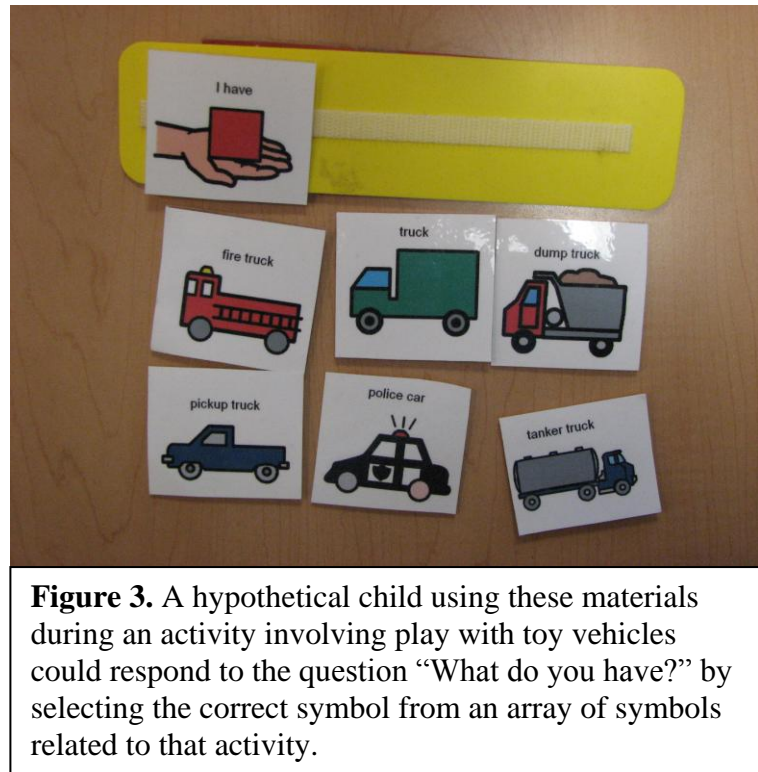 I have
fire truck
truck
dump truck
pickup truck
police car
tanker truck
Figure 3. A hypothetical child using these materials
during an activity involving play with toy vehicles
could respond to the question “What do you have?” by
selecting the correct symbol from an array of symbols
related to that activity.